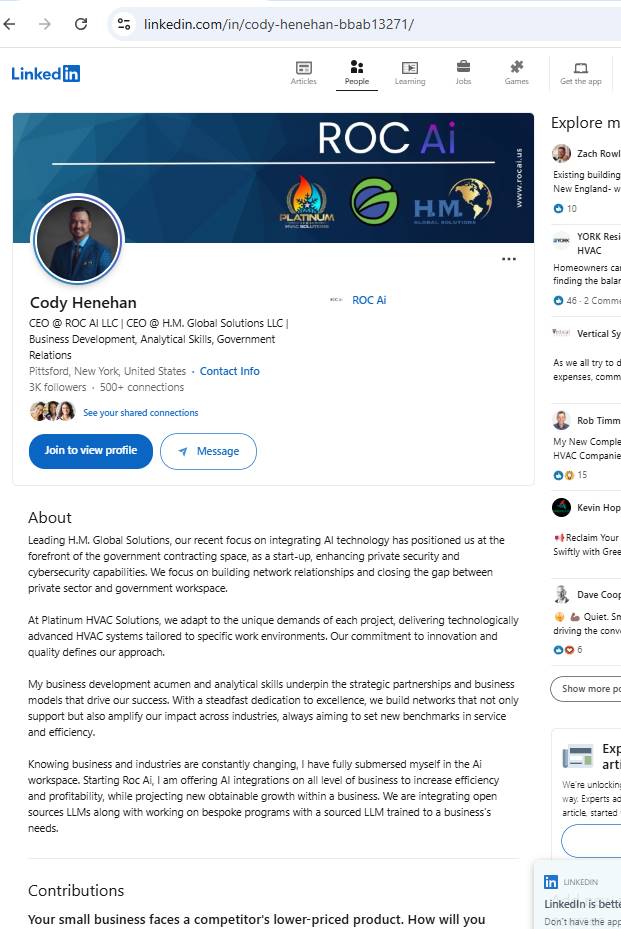 linkedin.com/in/cody-henehan-bbab13271/
Linked in
Articles
People
Learning
Jobs
Games
Get the app
ROC Ai
www.rocai.us
PLATINUM
HVAC SOLUTIONS
H.M.
GLOBAL SOLUTIONS
Cody Henehan
ROC Ai
CEO @ ROC AI LLC | CEO @ H.M. Global Solutions LLC |
Business Development, Analytical Skills, Government
Relations
Pittsford, New York, United States · Contact Info
3K followers · 500+ connections
See your shared connections
Join to view profile
Message
About
Leading H.M. Global Solutions, our recent focus on integrating AI technology has positioned us at the
forefront of the government contracting space, as a start-up, enhancing private security and
cybersecurity capabilities. We focus on building network relationships and closing the gap between
private sector and government workspace.
At Platinum HVAC Solutions, we adapt to the unique demands of each project, delivering technologically
advanced HVAC systems tailored to specific work environments. Our commitment to innovation and
quality defines our approach.
My business development acumen and analytical skills underpin the strategic partnerships and business
models that drive our success. With a steadfast dedication to excellence, we build networks that not only
support but also amplify our impact across industries, always aiming to set new benchmarks in service
and efficiency.
Knowing business and industries are constantly changing, I have fully submersed myself in the Ai
workspace. Starting Roc Ai, I am offering AI integrations on all level of business to increase efficiency
and profitability, while projecting new obtainable growth within a business. We are integrating open
sources LLMs along with working on bespoke programs with a sourced LLM trained to a business's
needs.
Contributions
Your small business faces a competitor's lower-priced product. How will you
Explore m
Zach Rowl
Existing building
New England- w
10
YORK Resi
HVAC
Homeowners ca
finding the balar
46 · 2 Comme
Vertical Sy
As we all try to d
expenses, comm
Rob Timm
My New Comple
HVAC Companie
15
Kevin Hop
Reclaim Your
Swiftly with Gree
Dave Coop
Quiet. Sn
driving the conv
6
Show more po
Exp
arti
We're unlocking
way. Experts ad
article, started
LINKEDIN
LinkedIn is bette
Don't have the app